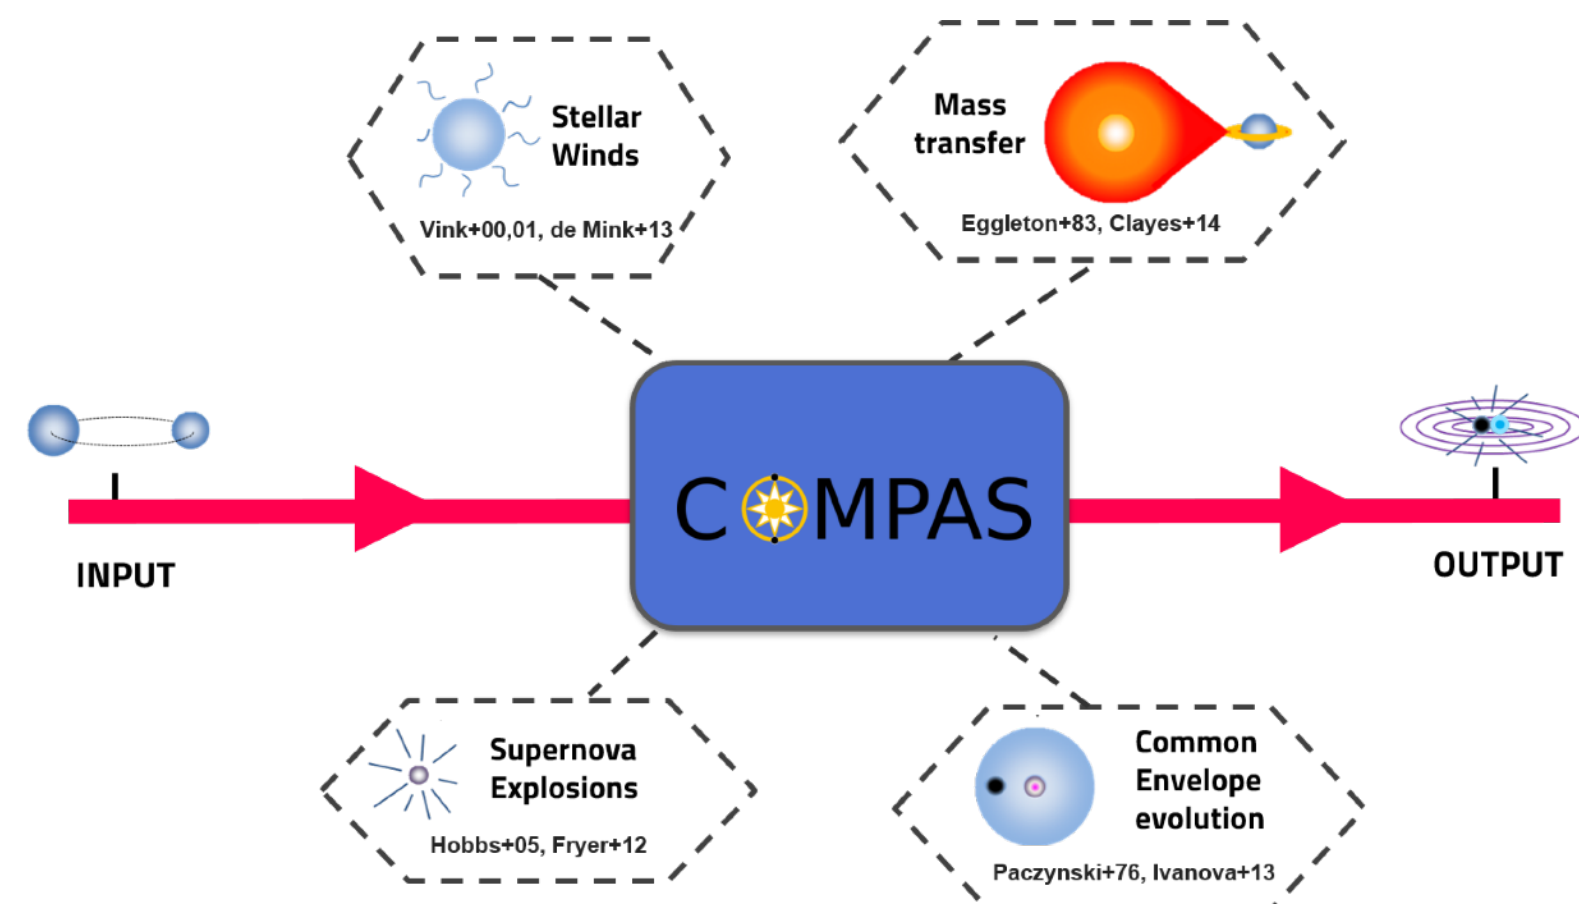 Stellar
Winds
Vink+00,01, de Mink+13
Mass
transfer
Eggleton+83, Clayes+14
INPUT
COMPAS
OUTPUT
Supernova
Explosions
Hobbs+05, Fryer+12
Common
Envelope
evolution
Paczynski+76, Ivanova+13